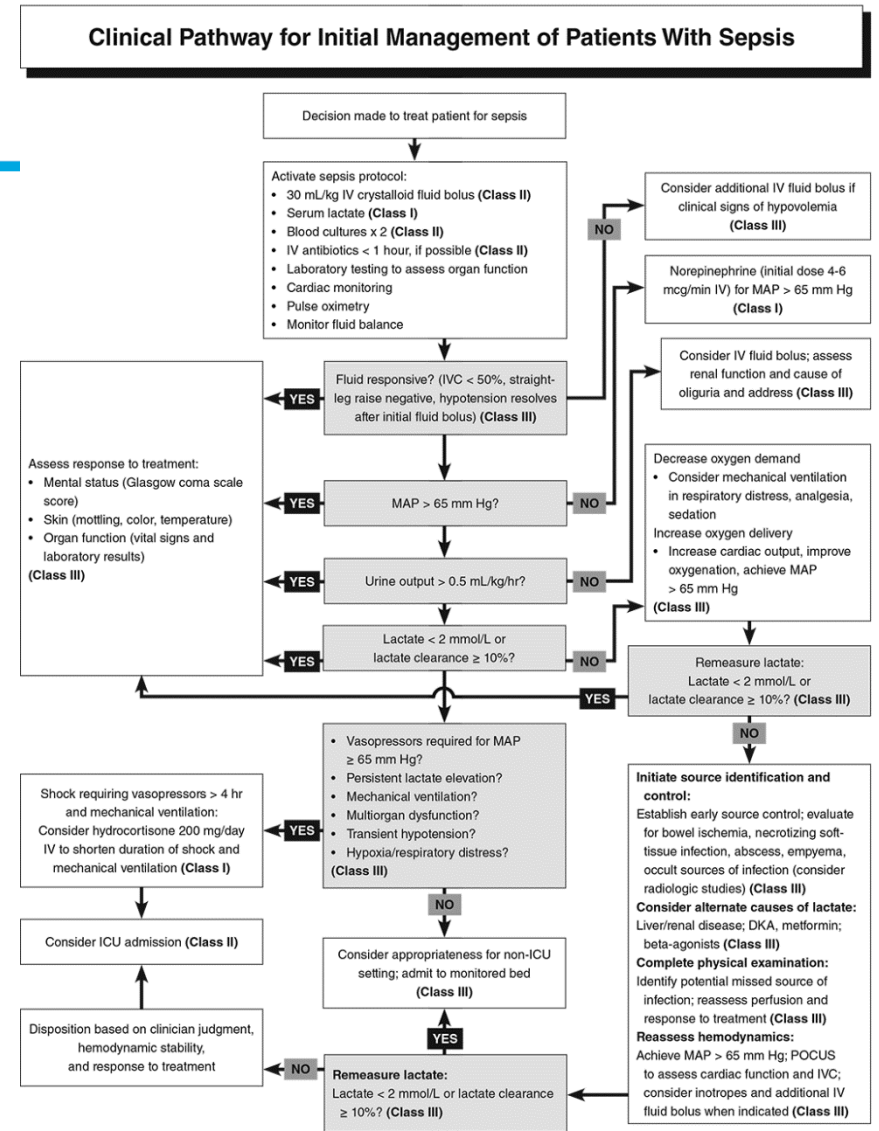 Clinical Pathway for Initial Management of Patients With Sepsis
Decision made to treat patient for sepsis
Activate sepsis protocol:
• 30 mL/kg IV crystalloid fluid bolus (Class II)
• Serum lactate (Class I)
• Blood cultures x 2 (Class II)
• IV antibiotics < 1 hour, if possible (Class II)
• Laboratory testing to assess organ function
• Cardiac monitoring
• Pulse oximetry
• Monitor fluid balance
Consider additional IV fluid bolus if
clinical signs of hypovolemia
(Class III)
NO
Norepinephrine (initial dose 4-6
mcg/min IV) for MAP > 65 mm Hg
(Class I)
Consider IV fluid bolus; assess
renal function and cause of
oliguria and address (Class III)
Fluid responsive? (IVC < 50%, straight-
leg raise negative, hypotension resolves
after initial fluid bolus) (Class III)
YES
Assess response to treatment:
• Mental status (Glasgow coma scale
score)
• Skin (mottling, color, temperature)
• Organ function (vital signs and
laboratory results)
(Class III)
YES
MAP > 65 mm Hg?
NO
Decrease oxygen demand
• Consider mechanical ventilation
in respiratory distress, analgesia,
sedation
Increase oxygen delivery
• Increase cardiac output, improve
oxygenation, achieve MAP
> 65 mm Hg
(Class III)
YES
Urine output > 0.5 mL/kg/hr?
NO
YES
Lactate < 2 mmol/L or
lactate clearance ≥ 10%?
NO
Remeasure lactate:
Lactate < 2 mmol/L or
lactate clearance ≥ 10%? (Class III)
YES
NO
• Vasopressors required for MAP
≥ 65 mm Hg?
• Persistent lactate elevation?
• Mechanical ventilation?
• Multiorgan dysfunction?
• Transient hypotension?
• Hypoxia/respiratory distress?
(Class III)
YES
Shock requiring vasopressors > 4 hr
and mechanical ventilation:
Consider hydrocortisone 200 mg/day
IV to shorten duration of shock and
mechanical ventilation (Class I)
NO
Consider ICU admission (Class II)
Consider appropriateness for non-ICU
setting; admit to monitored bed
(Class III)
Initiate source identification and
control:
Establish early source control; evaluate
for bowel ischemia, necrotizing soft-
tissue infection, abscess, empyema,
occult sources of infection (consider
radiologic studies) (Class III)
Consider alternate causes of lactate:
Liver/renal disease; DKA, metformin;
beta-agonists (Class III)
Complete physical examination:
Identify potential missed source of
infection; reassess perfusion and
response to treatment (Class III)
Reassess hemodynamics:
Achieve MAP > 65 mm Hg; POCUS
to assess cardiac function and IVC;
consider inotropes and additional IV
fluid bolus when indicated (Class III)
Disposition based on clinician judgment,
hemodynamic stability,
and response to treatment
YES
NO
Remeasure lactate:
Lactate < 2 mmol/L or lactate clearance
≥ 10%? (Class III)